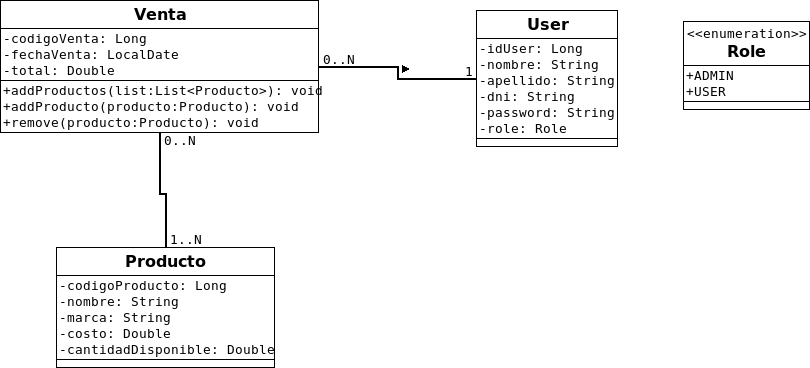 Venta
-codigoVenta: Long
-fechaVenta: LocalDate
-total: Double
+addProductos(list:List<Producto>): void
+addProducto(producto:Producto): void
+remove(producto:Producto): void
0..N
1
User
-idUser: Long
-nombre: String
-apellido: String
-dni: String
-password: String
-role: Role
<<enumeration>>
Role
+ADMIN
+USER
0..N
1..N
Producto
-codigoProducto: Long
-nombre: String
-marca: String
-costo: Double
-cantidadDisponible: Double